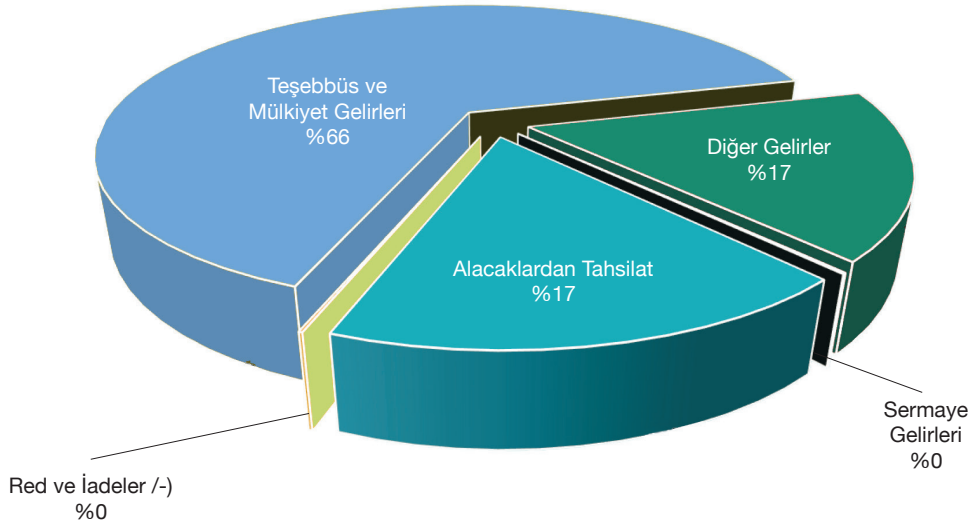 Teşebbüs ve
Mülkiyet Gelirleri
%66
Diğer Gelirler
%17
Alacaklardan Tahsilat
%17
Sermaye
Gelirleri
%0
Red ve İadeler /-)
%0